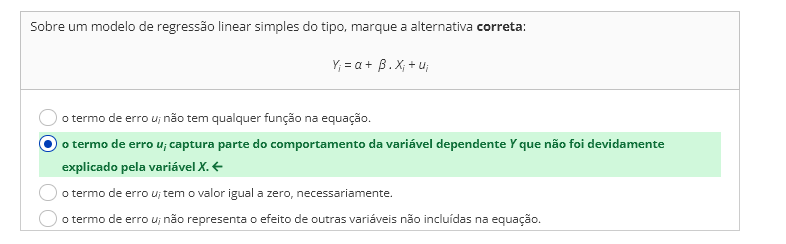 Sobre um modelo de regressão linear simples do tipo, marque a alternativa correta:
Yi = α + β . Xi + ui
o termo de erro ui não tem qualquer função na equação.
o termo de erro ui captura parte do comportamento da variável dependente Y que não foi devidamente
explicado pela variável X. ←
o termo de erro ui tem o valor igual a zero, necessariamente.
o termo de erro ui não representa o efeito de outras variáveis não incluídas na equação.